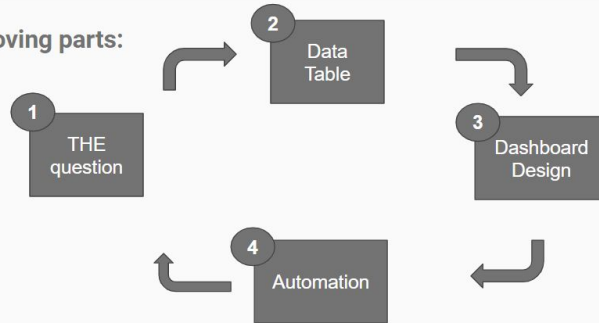 oving parts:
1
THE
question
2
Data
Table
3
Dashboard
Design
4
Automation